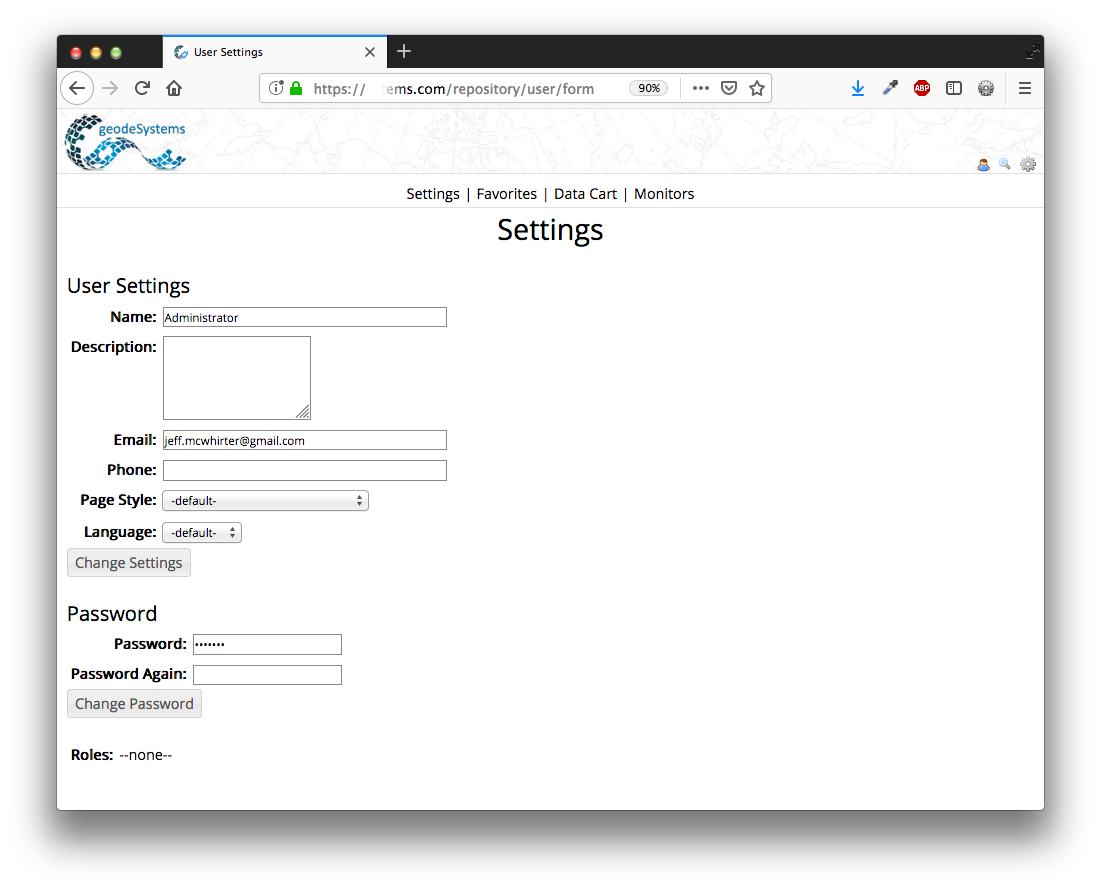 User Settings
https:// ems.com/repository/user/form 90%
ABP
geodeSystems
Settings | Favorites | Data Cart | Monitors
Settings
User Settings
Name: Administrator
Description:
Email: jeff.mcwhirter@gmail.com
Phone:
Page Style: -default-
Language: -default-
Change Settings
Password
Password: •••••••
Password Again:
Change Password
Roles: --none--